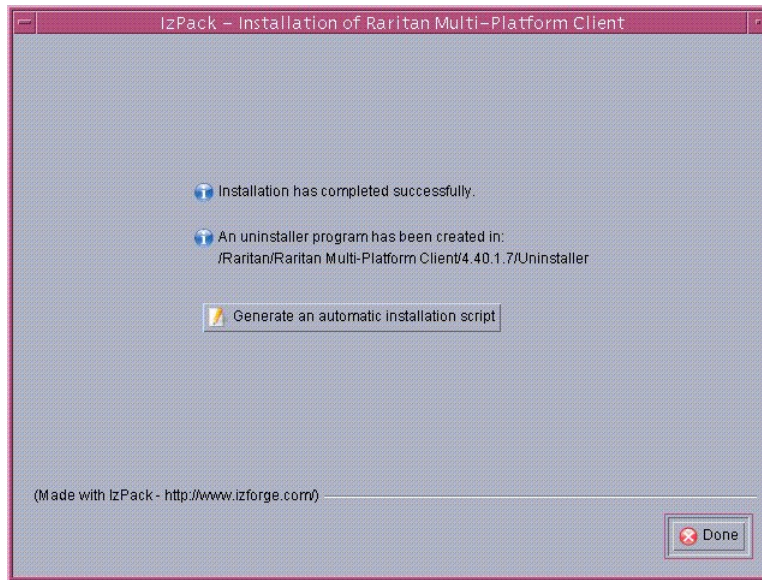 IzPack – Installation of Raritan Multi–Platform Client
Installation has completed successfully.
An uninstaller program has been created in:
/Raritan/Raritan Multi-Platform Client/4.40.1.7/Uninstaller
Generate an automatic installation script
(Made with IzPack - http://www.izforge.com/)
Done